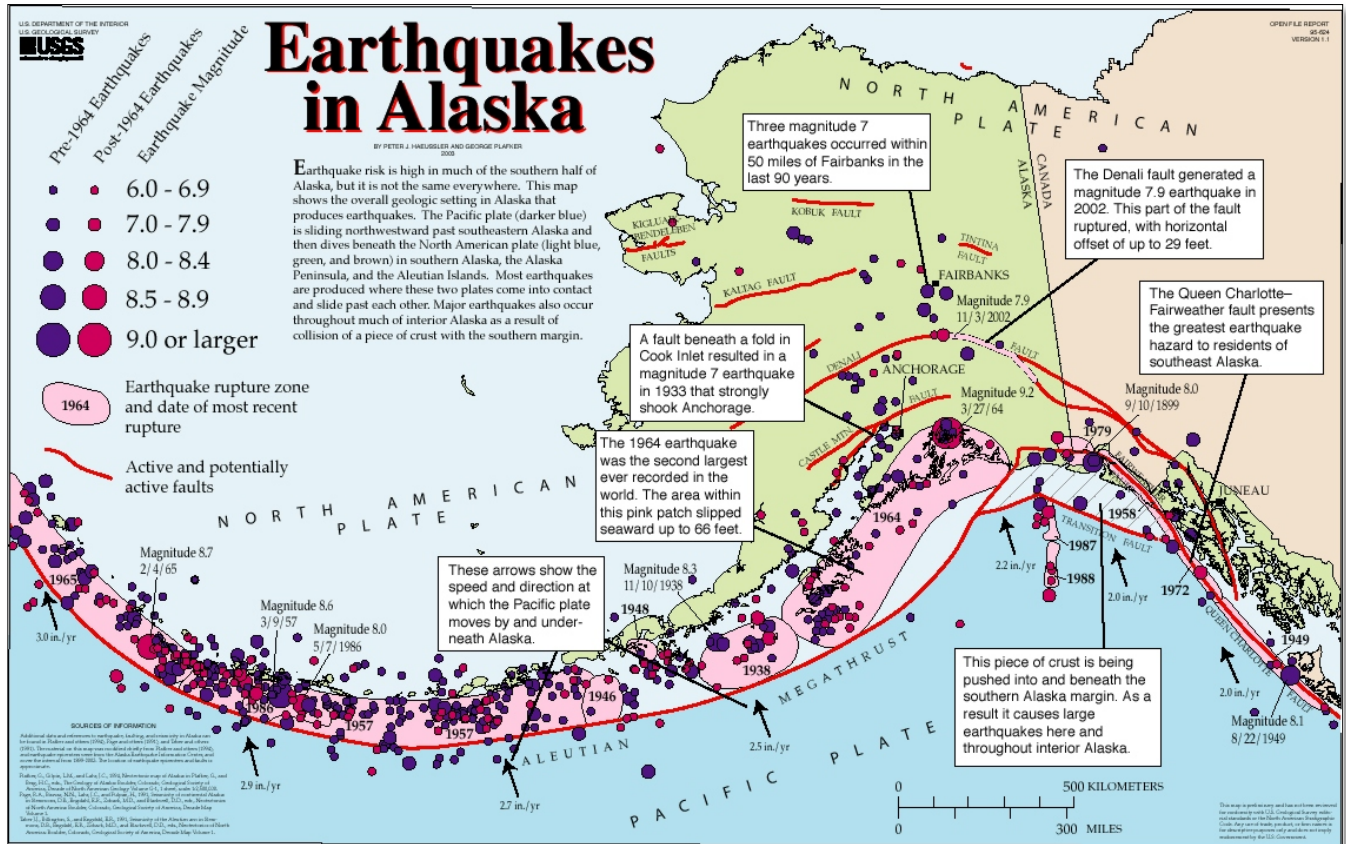 U.S. DEPARTMENT OF THE INTERIOR
U.S. GEOLOGICAL SURVEY
USGS
OPEN FILE REPORT
95-624
VERSION 1.1
Earthquakes
in Alaska
BY PETER J. HAEUSSLER AND GEORGE PLAFKER
2003
Pre-1964 Earthquakes
Post-1964 Earthquakes
Earthquake Magnitude
6.0 - 6.9
7.0 - 7.9
8.0 - 8.4
8.5 - 8.9
9.0 or larger
1964
Earthquake rupture zone
and date of most recent
rupture
Active and potentially
active faults
Earthquake risk is high in much of the southern half of
Alaska, but it is not the same everywhere. This map
shows the overall geologic setting in Alaska that
produces earthquakes. The Pacific plate (darker blue)
is sliding northwestward past southeastern Alaska and
then dives beneath the North American plate (light blue,
green, and brown) in southern Alaska, the Alaska
Peninsula, and the Aleutian Islands. Most earthquakes
are produced where these two plates come into contact
and slide past each other. Major earthquakes also occur
throughout much of interior Alaska as a result of
collision of a piece of crust with the southern margin.
NORTH AMERICAN
PLATE
Three magnitude 7
earthquakes occurred within
50 miles of Fairbanks in the
last 90 years.
ALASKA
CANADA
The Denali fault generated a
magnitude 7.9 earthquake in
2002. This part of the fault
ruptured, with horizontal
offset of up to 29 feet.
KOBUK FAULT
BENDELEBEN
FAULTS
TINTINA
FAULT
KALTAG FAULT
FAIRBANKS
Magnitude 7.9
11/3/2002
The Queen Charlotte–
Fairweather fault presents
the greatest earthquake
hazard to residents of
southeast Alaska.
A fault beneath a fold in
Cook Inlet resulted in a
magnitude 7 earthquake
in 1933 that strongly
shook Anchorage.
DENALI
FAULT
ANCHORAGE
Magnitude 9.2
3/27/64
Magnitude 8.0
9/10/1899
CASTLE MTN.
FAULT
The 1964 earthquake
was the second largest
ever recorded in the
world. The area within
this pink patch slipped
seaward up to 66 feet.
1979
JUNEAU
NORTH AMERICAN
PLATE
1964
1958
TRANSITION FAULT
1987
1988
2.2 in./yr
2.0 in./yr
1972
QUEEN CHARLOTTE
FAULT
1949
Magnitude 8.7
2/4/65
1965
3.0 in./yr
Magnitude 8.6
3/9/57
Magnitude 8.0
5/7/1986
These arrows show the
speed and direction at
which the Pacific plate
moves by and under-
neath Alaska.
Magnitude 8.3
11/10/1938
1948
1938
1946
1986
1957
1957
ALEUTIAN
MEGATHRUST
2.9 in./yr
2.7 in./yr
2.5 in./yr
2.0 in./yr
Magnitude 8.1
8/22/1949
This piece of crust is being
pushed into and beneath the
southern Alaska margin. As a
result it causes large
earthquakes here and
throughout interior Alaska.
PACIFIC PLATE
0 500 KILOMETERS
0 300 MILES
SOURCES OF INFORMATION